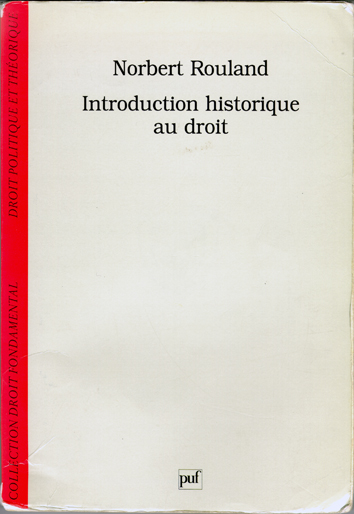 Norbert Rouland
Introduction historique
au droit
COLLECTION DROIT FONDAMENTAL
DROIT POLITIQUE ET THÉORIQUE
puf